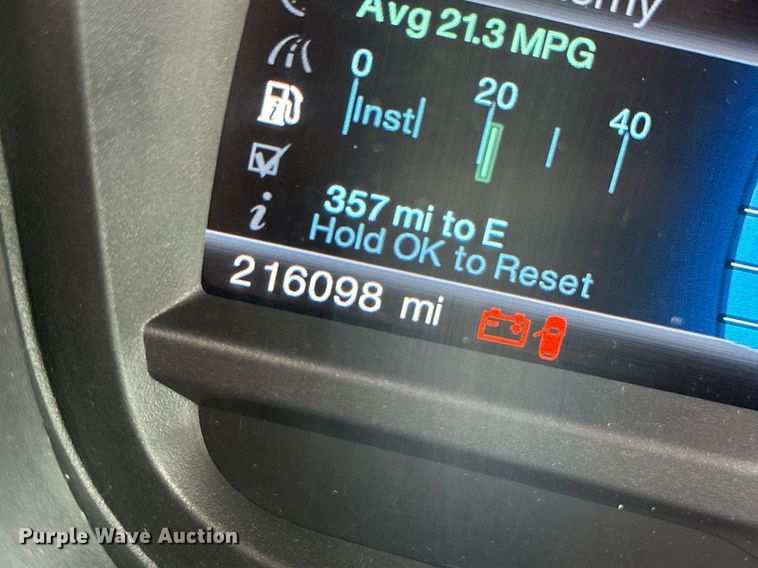 Avg 21.3 MPG
0 20 40
Inst
357 mi to E
Hold OK to Reset
216098 mi
Purple Wave Auction